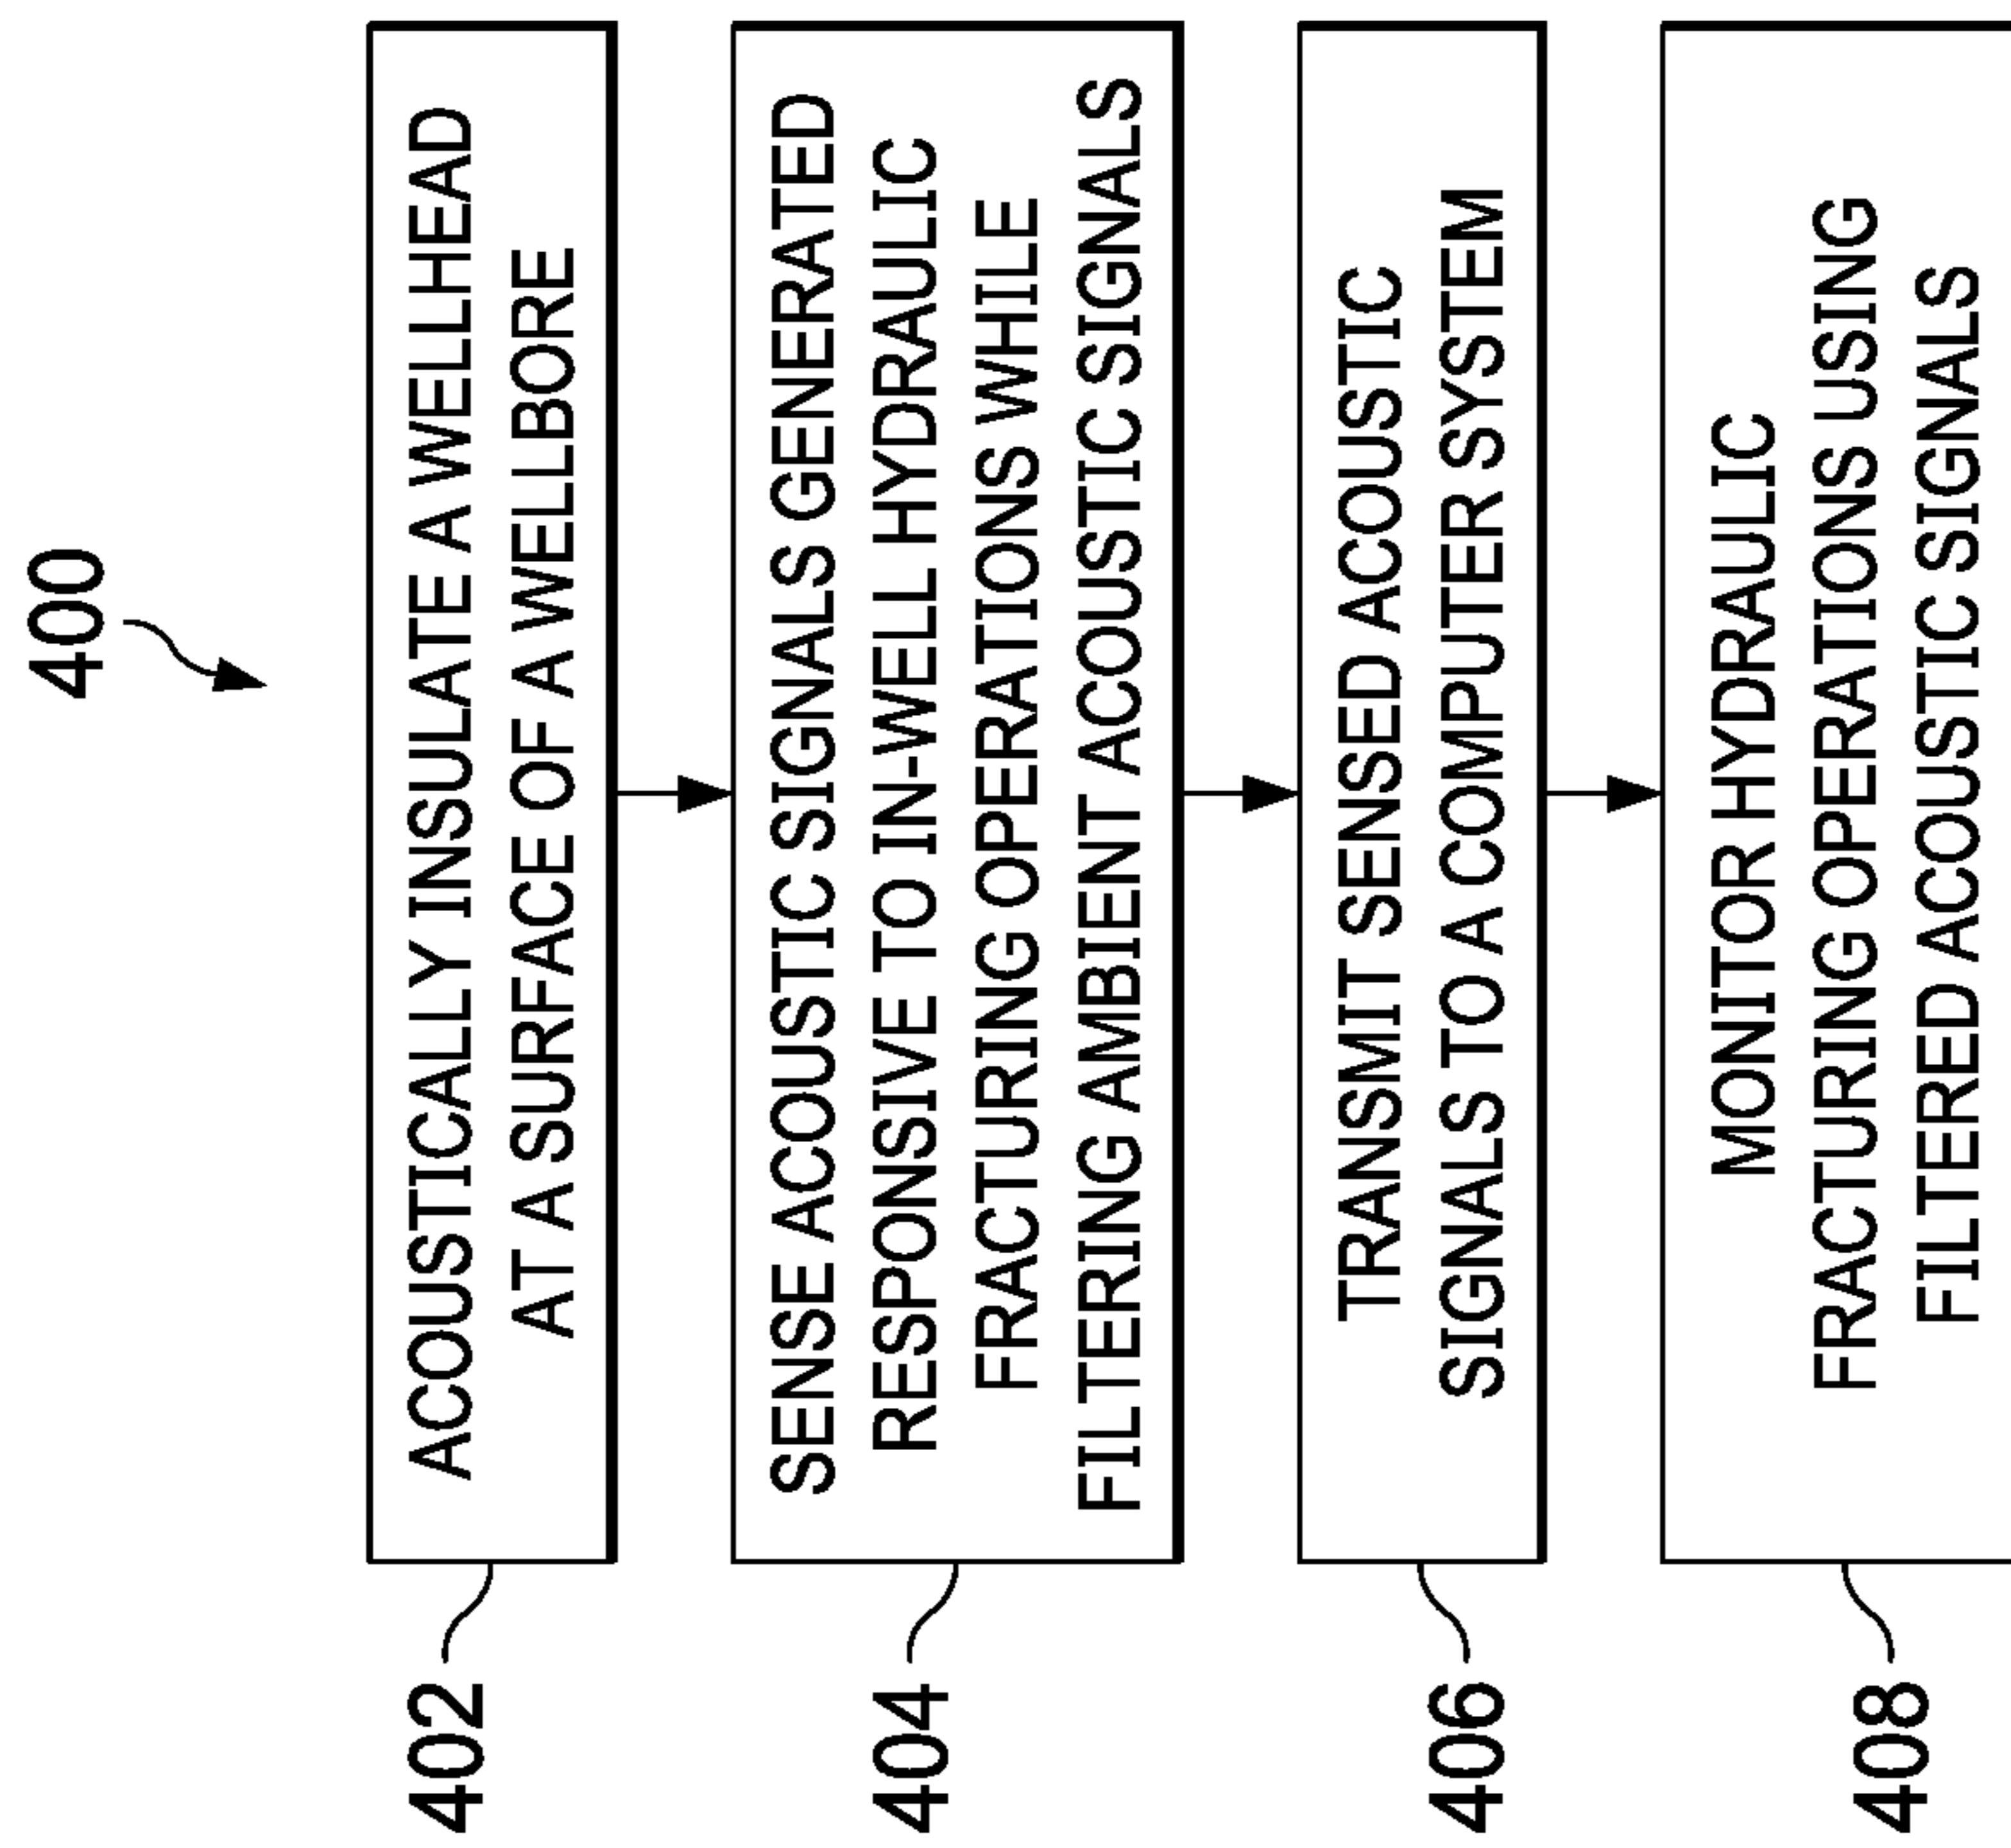 400
402
ACOUSTICALLY INSULATE A WELLHEAD
AT A SURFACE OF A WELLBORE
404
SENSE ACOUSTIC SIGNALS GENERATED
RESPONSIVE TO IN-WELL HYDRAULIC
FRACTURING OPERATIONS WHILE
FILTERING AMBIENT ACOUSTIC SIGNALS
406
TRANSMIT SENSED ACOUSTIC
SIGNALS TO A COMPUTER SYSTEM
408
MONITOR HYDRAULIC
FRACTURING OPERATIONS USING
FILTERED ACOUSTIC SIGNALS